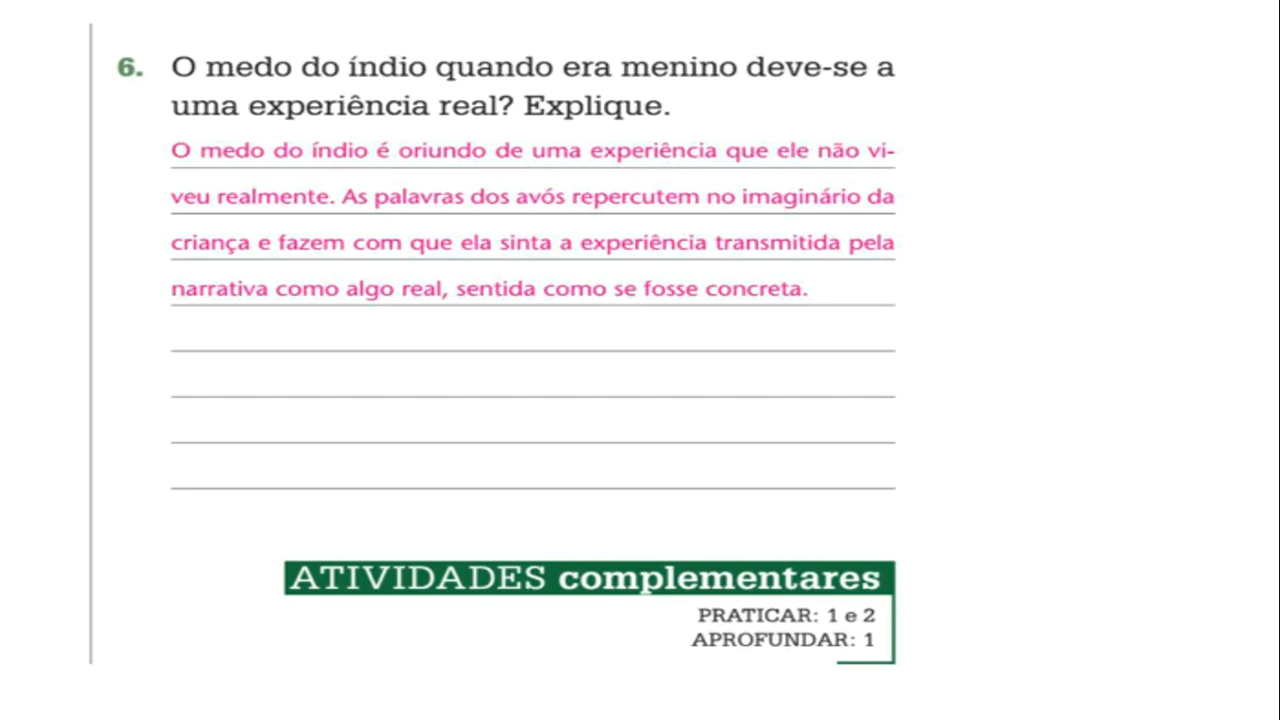 6. O medo do índio quando era menino deve-se a
uma experiência real? Explique.
O medo do índio é oriundo de uma experiência que ele não vi-
veu realmente. As palavras dos avós repercutem no imaginário da
criança e fazem com que ela sinta a experiência transmitida pela
narrativa como algo real, sentida como se fosse concreta.
ATIVIDADES complementares
PRATICAR: 1 e 2
APROFUNDAR: 1